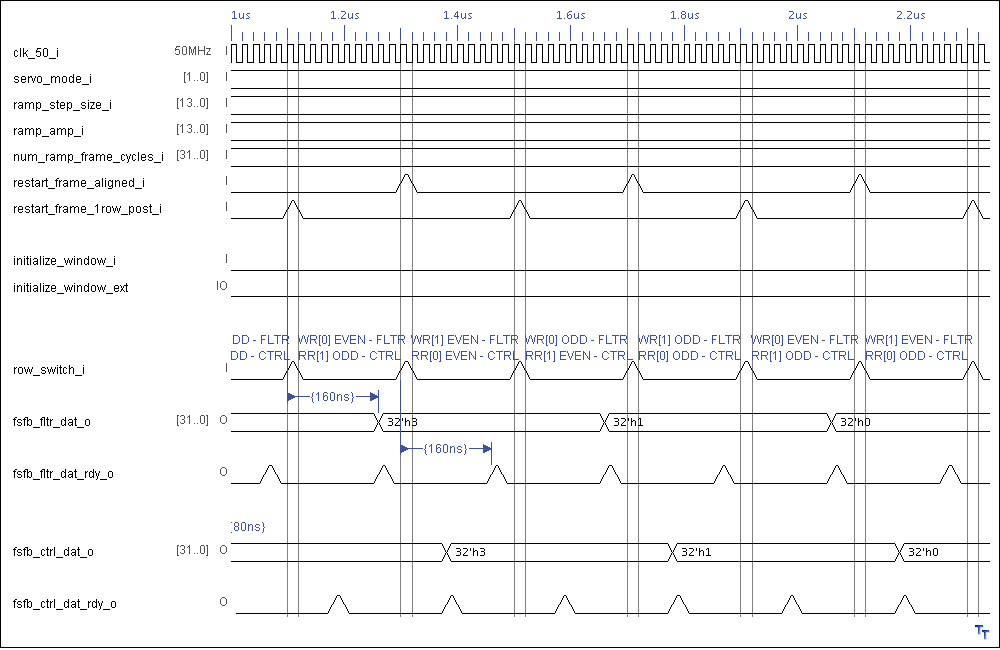 1us 1.2us 1.4us 1.6us 1.8us 2us 2.2us
clk_50_i 50MHz I
servo_mode_i [1..0] I
ramp_step_size_i [13..0] I
ramp_amp_i [13..0] I
num_ramp_frame_cycles_i [31..0] I
restart_frame_aligned_i I
restart_frame_1row_post_i I
initialize_window_i I
initialize_window_ext IO
DD - FLTR WR[0] EVEN - FLTR WR[1] EVEN - FLTR WR[0] ODD - FLTR WR[1] ODD - FLTR WR[0] EVEN - FLTR WR[1] EVEN - FLTR
DD - CTRL RR[1] ODD - CTRL RR[0] EVEN - CTRL RR[1] EVEN - CTRL RR[0] ODD - CTRL RR[1] ODD - CTRL RR[0] ODD - CTRL
row_switch_i I
{160ns}
fsfb_fltr_dat_o [31..0] O 32'h3 32'h1 32'h0
{160ns}
fsfb_fltr_dat_rdy_o O
80ns}
fsfb_ctrl_dat_o [31..0] O 32'h3 32'h1 32'h0
fsfb_ctrl_dat_rdy_o O
TT